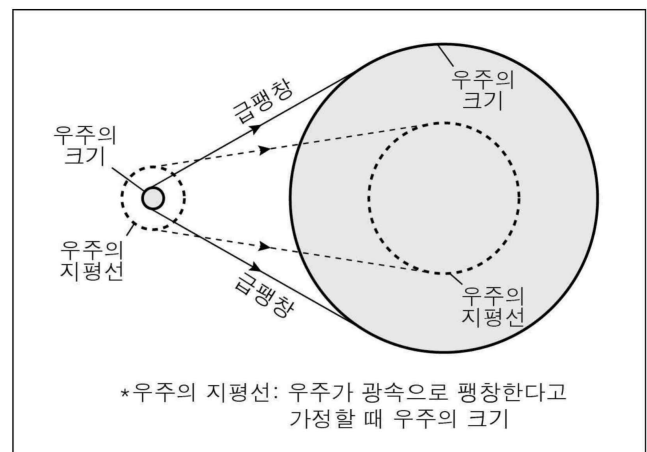 급팽창
우주의
크기
우주의
크기
우주의
지평선
급팽창
우주의
지평선
*우주의 지평선: 우주가 광속으로 팽창한다고
가정할 때 우주의 크기